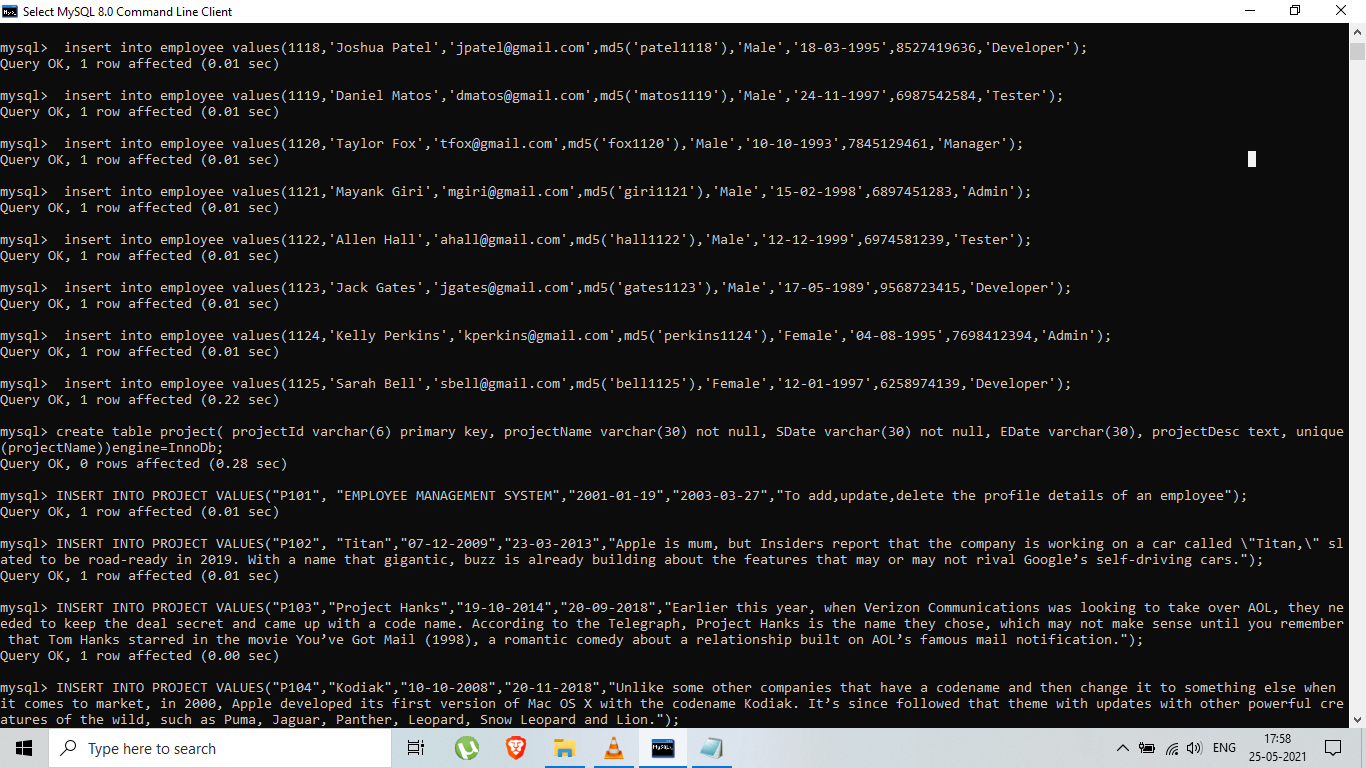 Select MySQL 8.0 Command Line Client
mysql>  insert into employee values(1118,'Joshua Patel','jpatel@gmail.com',md5('patel1118'),'Male','18-03-1995',8527419636,'Developer');
Query OK, 1 row affected (0.01 sec)
mysql>  insert into employee values(1119,'Daniel Matos','dmatos@gmail.com',md5('matos1119'),'Male','24-11-1997',6987542584,'Tester');
Query OK, 1 row affected (0.01 sec)
mysql>  insert into employee values(1120,'Taylor Fox','tfox@gmail.com',md5('fox1120'),'Male','10-10-1993',7845129461,'Manager');
Query OK, 1 row affected (0.01 sec)
mysql>  insert into employee values(1121,'Mayank Giri','mgiri@gmail.com',md5('giri1121'),'Male','15-02-1998',6897451283,'Admin');
Query OK, 1 row affected (0.01 sec)
mysql>  insert into employee values(1122,'Allen Hall','ahall@gmail.com',md5('hall1122'),'Male','12-12-1999',6974581239,'Tester');
Query OK, 1 row affected (0.01 sec)
mysql>  insert into employee values(1123,'Jack Gates','jgates@gmail.com',md5('gates1123'),'Male','17-05-1989',9568723415,'Developer');
Query OK, 1 row affected (0.01 sec)
mysql>  insert into employee values(1124,'Kelly Perkins','kperkins@gmail.com',md5('perkins1124'),'Female','04-08-1995',7698412394,'Admin');
Query OK, 1 row affected (0.01 sec)
mysql>  insert into employee values(1125,'Sarah Bell','sbell@gmail.com',md5('bell1125'),'Female','12-01-1997',6258974139,'Developer');
Query OK, 1 row affected (0.22 sec)
mysql> create table project( projectId varchar(6) primary key, projectName varchar(30) not null, SDate varchar(30) not null, EDate varchar(30), projectDesc text, unique
(projectName))engine=InnoDb;
Query OK, 0 rows affected (0.28 sec)
mysql> INSERT INTO PROJECT VALUES("P101", "EMPLOYEE MANAGEMENT SYSTEM","2001-01-19","2003-03-27","To add,update,delete the profile details of an employee");
Query OK, 1 row affected (0.01 sec)
mysql> INSERT INTO PROJECT VALUES("P102", "Titan","07-12-2009","23-03-2013","Apple is mum, but Insiders report that the company is working on a car called \"Titan,\" sl
ated to be road-ready in 2019. With a name that gigantic, buzz is already building about the features that may or may not rival Google’s self-driving cars.");
Query OK, 1 row affected (0.01 sec)
mysql> INSERT INTO PROJECT VALUES("P103","Project Hanks","19-10-2014","20-09-2018","Earlier this year, when Verizon Communications was looking to take over AOL, they ne
eded to keep the deal secret and came up with a code name. According to the Telegraph, Project Hanks is the name they chose, which may not make sense until you remember
 that Tom Hanks starred in the movie You’ve Got Mail (1998), a romantic comedy about a relationship built on AOL’s famous mail notification.");
Query OK, 1 row affected (0.00 sec)
mysql> INSERT INTO PROJECT VALUES("P104","Kodiak","10-10-2008","20-11-2018","Unlike some other companies that have a codename and then change it to something else when
it comes to market, in 2000, Apple developed its first version of Mac OS X with the codename Kodiak. It’s since followed that theme with updates with other powerful cre
atures of the wild, such as Puma, Jaguar, Panther, Leopard, Snow Leopard and Lion.");
Type here to search
MySQL
ENG
17:58
25-05-2021